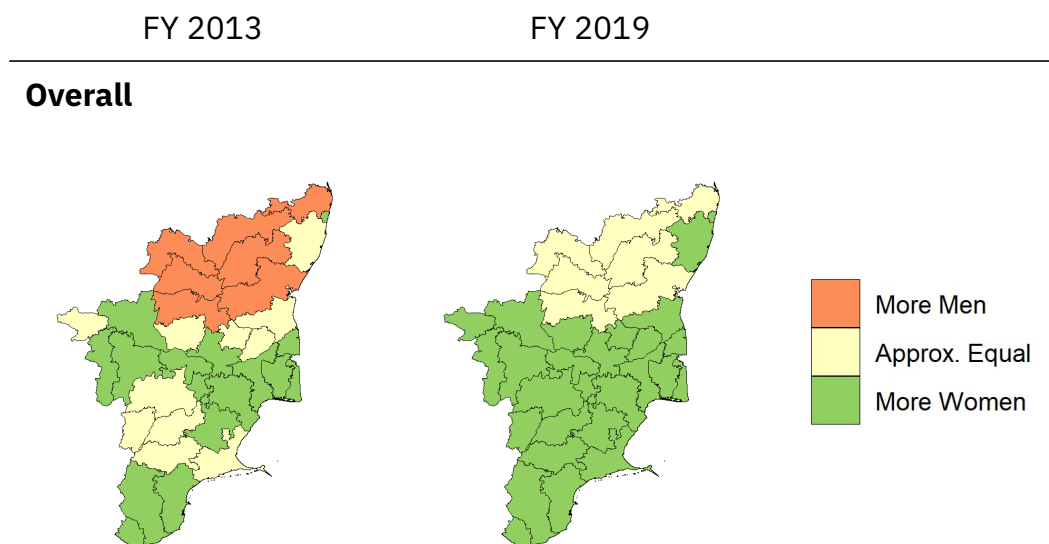 FY 2013
FY 2019
Overall
More Men
Approx. Equal
More Women